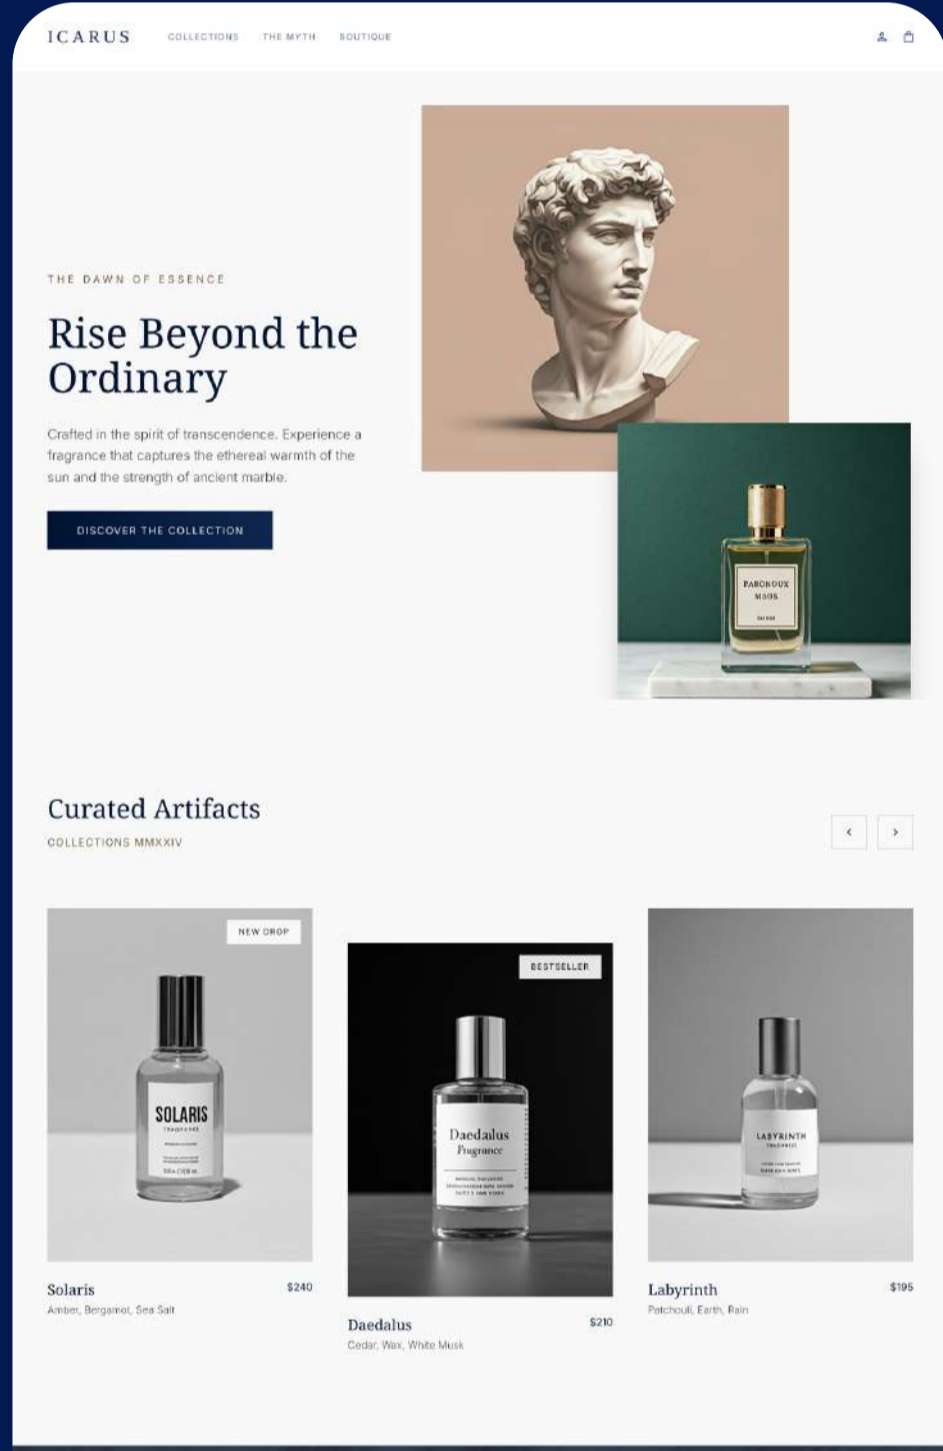 ICARUS
COLLECTIONS
THE MYTH
BOUTIQUE
THE DAWN OF ESSENCE
Rise Beyond the
Ordinary
Crafted in the spirit of transcendence. Experience a
fragrance that captures the ethereal warmth of the
sun and the strength of ancient marble.
DISCOVER THE COLLECTION
Curated Artifacts
COLLECTIONS MMXXIV
NEW DROP
SOLARIS
Solaris
$240
Amber, Bergamot, Sea Salt
BESTSELLER
Daedalus
Fragrance
Daedalus
$210
Cedar, Wax, White Musk
LABYRINTH
Labyrinth
$195
Patchouli, Earth, Rain